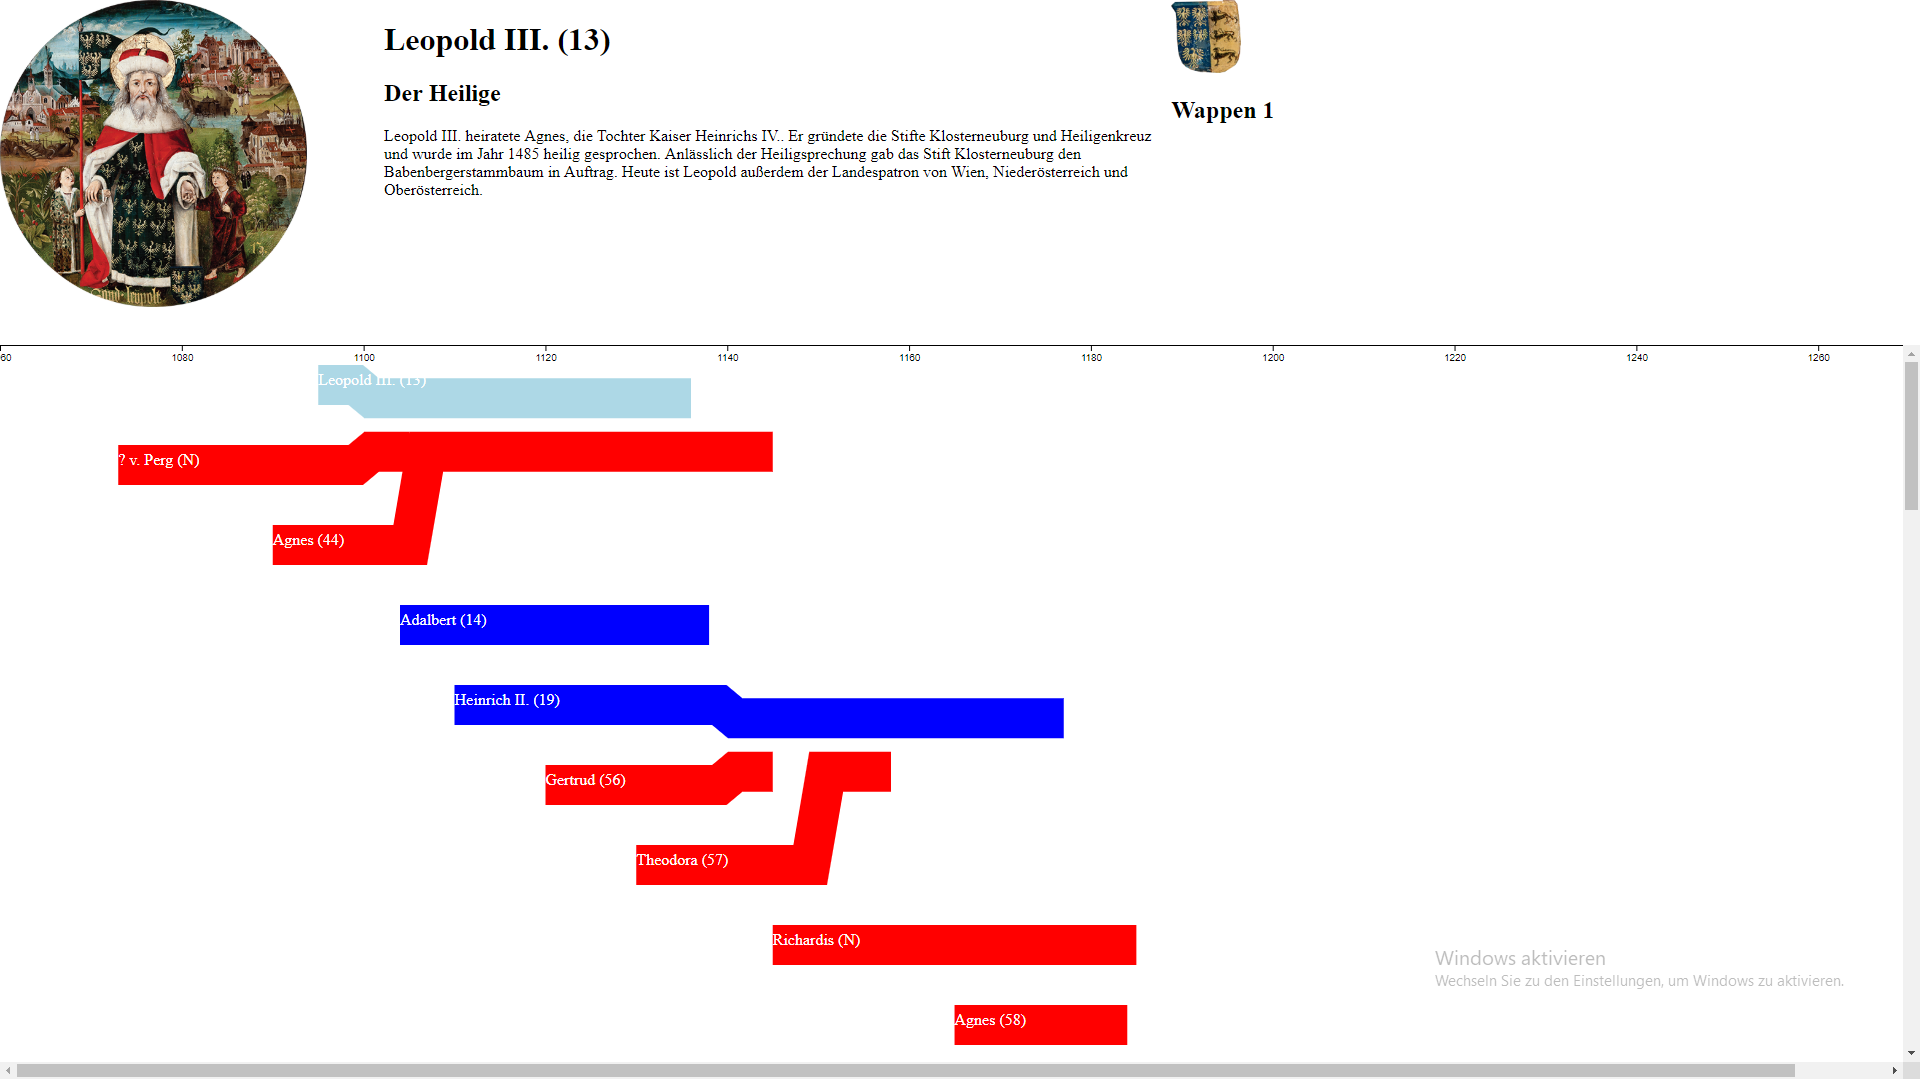 Leopold III. (13)
Der Heilige
Leopold III. heiratete Agnes, die Tochter Kaiser Heinrichs IV.. Er gründete die Stifte Klosterneuburg und Heiligenkreuz
und wurde im Jahr 1485 heilig gesprochen. Anlässlich der Heiligsprechung gab das Stift Klosterneuburg den
Babenbergerstammbaum in Auftrag. Heute ist Leopold außerdem der Landespatron von Wien, Niederösterreich und
Oberösterreich.
Wappen 1
60 1080 1100 1120 1140 1160 1180 1200 1220 1240 1260
Leopold III. (13)
? v. Perg (N)
Agnes (44)
Adalbert (14)
Heinrich II. (19)
Gertrud (56)
Theodora (57)
Richardis (N)
Agnes (58)
Windows aktivieren
Wechseln Sie zu den Einstellungen, um Windows zu aktivieren.